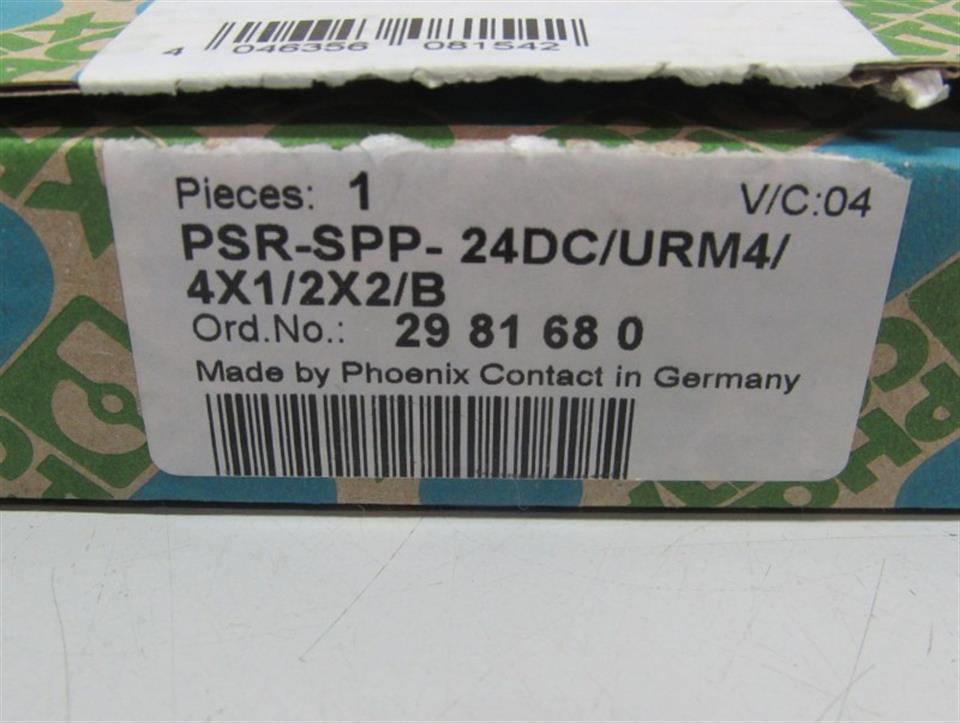 4 046356 081542
Pieces: 1 V/C:04
PSR-SPP- 24DC/URM4/
4X1/2X2/B
Ord.No.: 29 81 68 0
Made by Phoenix Contact in Germany